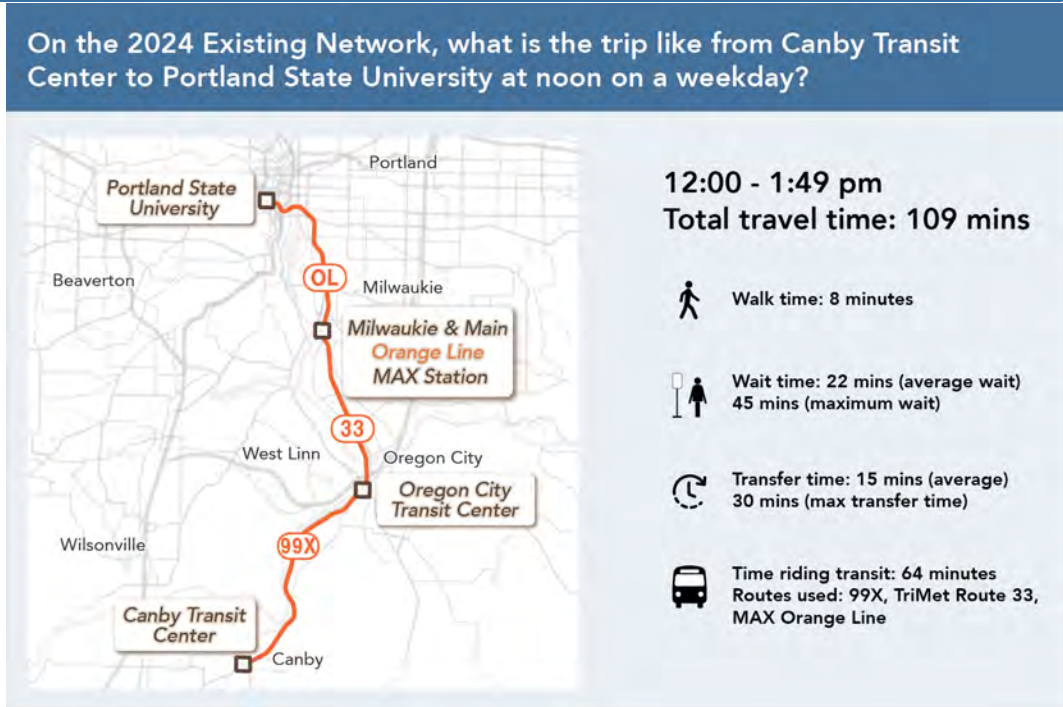 On the 2024 Existing Network, what is the trip like from Canby Transit
Center to Portland State University at noon on a weekday?
Portland
Portland State
University
Beaverton
OL
Milwaukie
Milwaukie & Main
Orange Line
MAX Station
33
West Linn
Oregon City
Oregon City
Transit Center
Wilsonville
99X
Canby Transit
Center
Canby
12:00 - 1:49 pm
Total travel time: 109 mins
Walk time: 8 minutes
Wait time: 22 mins (average wait)
45 mins (maximum wait)
Transfer time: 15 mins (average)
30 mins (max transfer time)
Time riding transit: 64 minutes
Routes used: 99X, TriMet Route 33,
MAX Orange Line